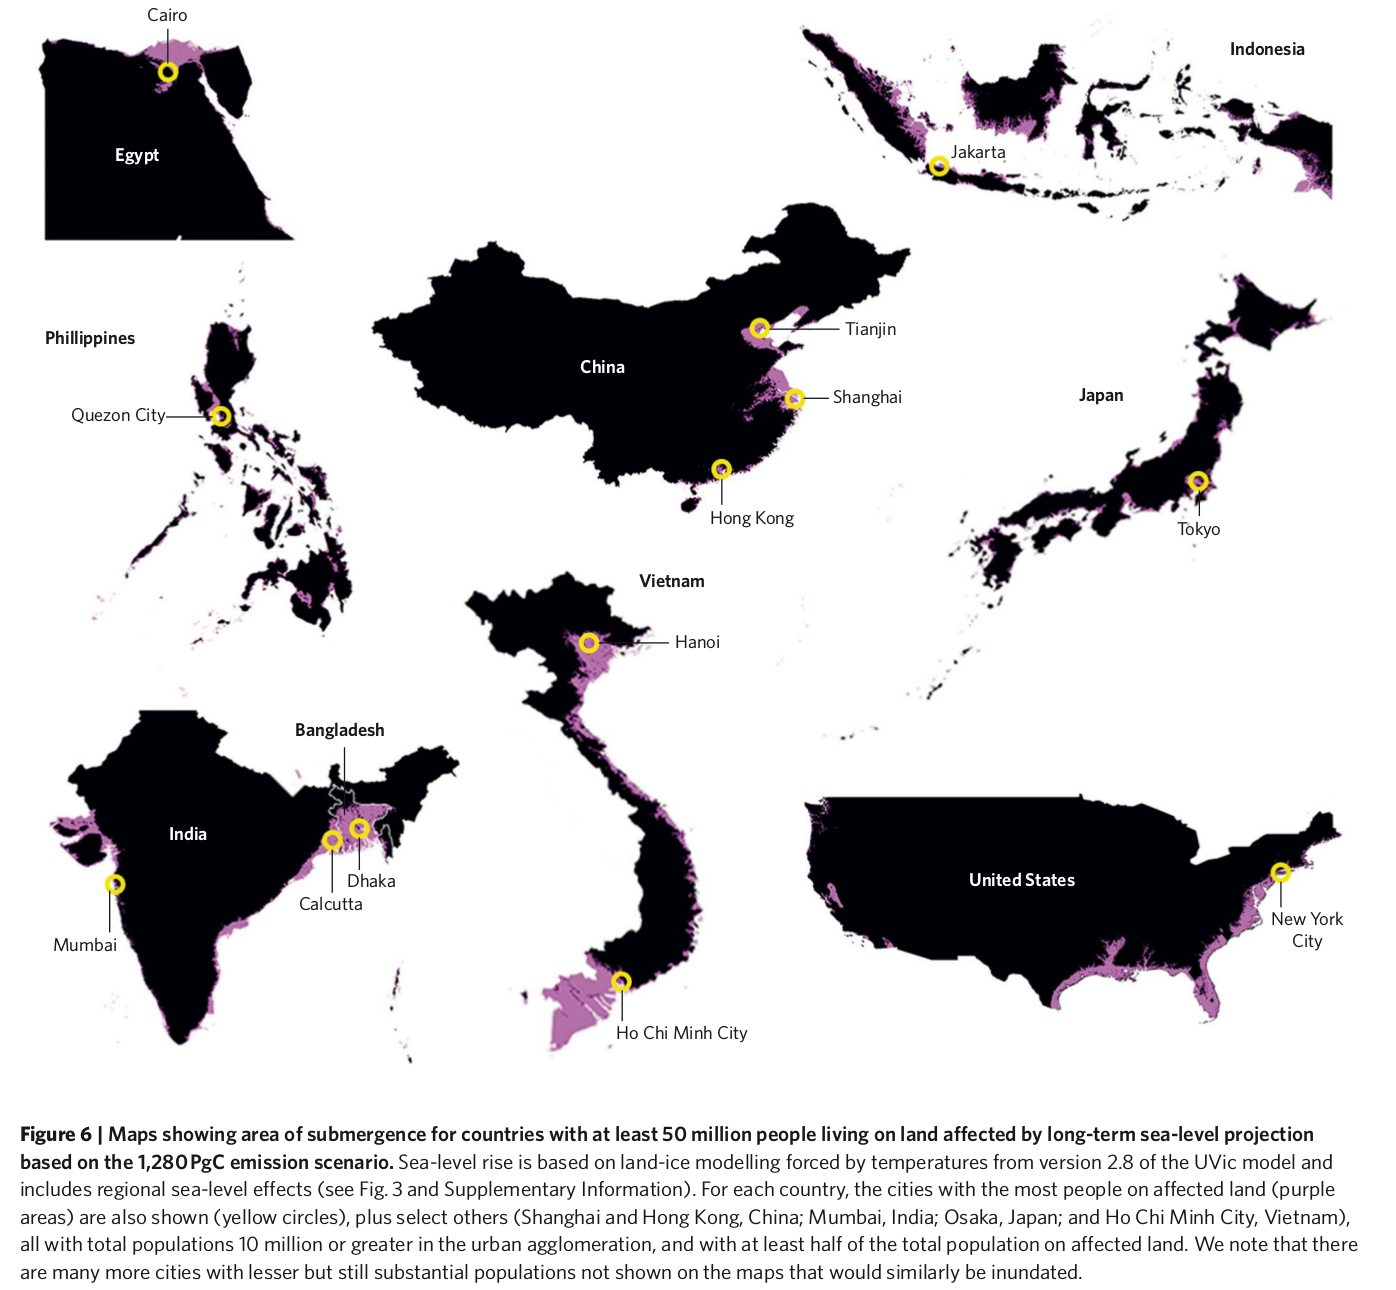 Cairo
Indonesia
Egypt
Jakarta
Phillippines
Tianjin
China
Shanghai
Japan
Quezon City
Hong Kong
Tokyo
Vietnam
Hanoi
Bangladesh
India
Dhaka
Calcutta
Mumbai
United States
New York
City
Ho Chi Minh City
Figure 6 | Maps showing area of submergence for countries with at least 50 million people living on land affected by long-term sea-level projection
based on the 1,280 PgC emission scenario. Sea-level rise is based on land-ice modelling forced by temperatures from version 2.8 of the UVic model and
includes regional sea-level effects (see Fig. 3 and Supplementary Information). For each country, the cities with the most people on affected land (purple
areas) are also shown (yellow circles), plus select others (Shanghai and Hong Kong, China; Mumbai, India; Osaka, Japan; and Ho Chi Minh City, Vietnam),
all with total populations 10 million or greater in the urban agglomeration, and with at least half of the total population on affected land. We note that there
are many more cities with lesser but still substantial populations not shown on the maps that would similarly be inundated.